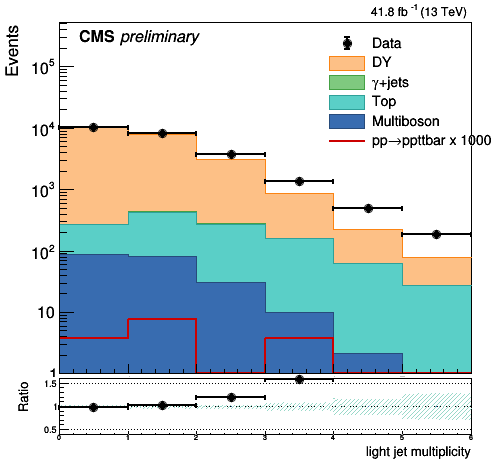 41.8 fb⁻¹ (13 TeV)
CMS preliminary
Events
Data
DY
γ+jets
Top
Multiboson
pp→ppttbar x 1000
10⁵
10⁴
10³
10²
10
1
Ratio
1.5
1
0.5
0 1 2 3 4 5 6
light jet multiplicity